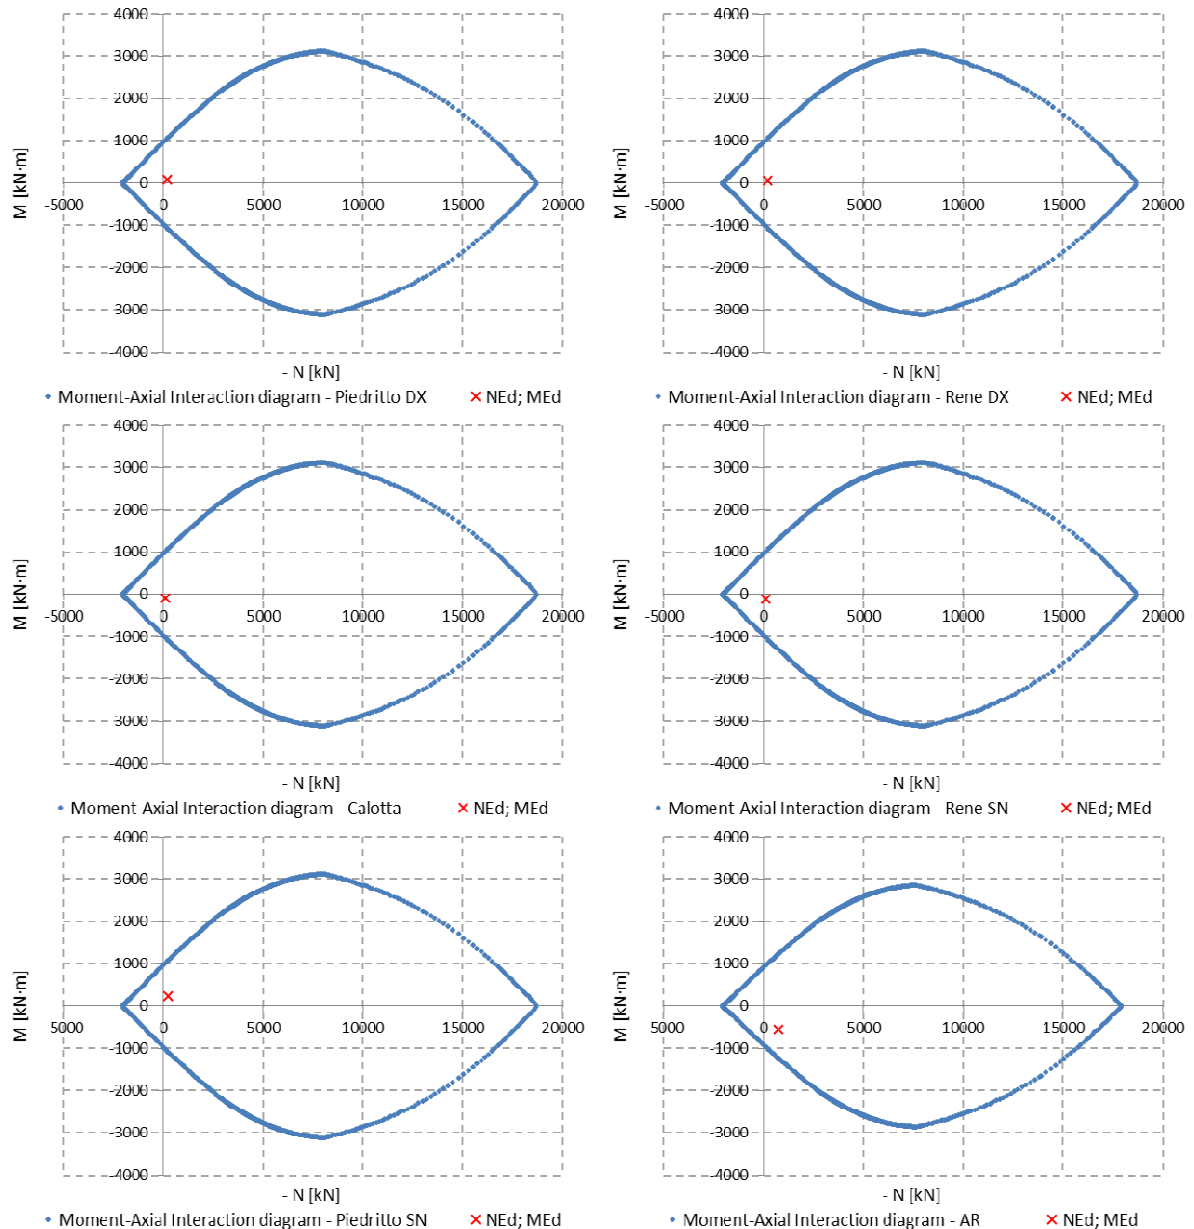 4000
3000
2000
1000
0
-1000
-2000
-3000
-4000
-5000 0 5000 10000 15000 20000
M [kN·m]
- N [kN]
Moment-Axial Interaction diagram - Piedritto DX
NEd; MEd
4000
3000
2000
1000
0
-1000
-2000
-3000
-4000
-5000 0 5000 10000 15000 20000
M [kN·m]
- N [kN]
Moment-Axial Interaction diagram - Rene DX
NEd; MEd
4000
3000
2000
1000
0
-1000
-2000
-3000
-4000
-5000 0 5000 10000 15000 20000
M [kN·m]
- N [kN]
Moment Axial Interaction diagram Calotta
NEd; MEd
4000
3000
2000
1000
0
-1000
-2000
-3000
-4000
-5000 0 5000 10000 15000 20000
M [kN·m]
- N [kN]
Moment Axial Interaction diagram Rene SN
NEd; MEd
4000
3000
2000
1000
0
-1000
-2000
-3000
-4000
5000 0 5000 10000 15000 20000
M [kN·m]
- N [kN]
Moment-Axial Interaction diagram - Piedritto SN
NEd; MEd
4000
3000
2000
1000
0
-1000
-2000
-3000
-4000
5000 0 5000 10000 15000 20000
M [kN·m]
- N [kN]
Moment-Axial Interaction diagram - AR
NEd; MEd